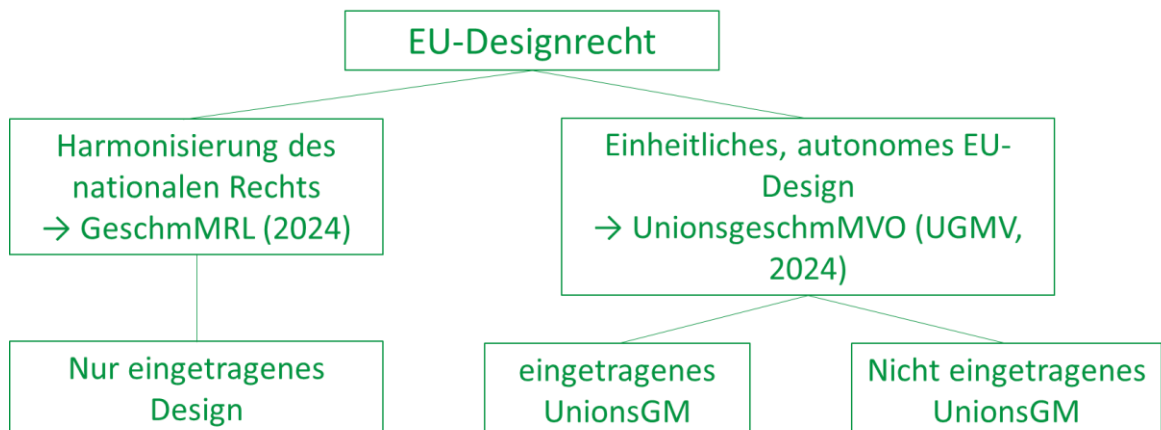 EU-Designrecht
Harmonisierung des
nationalen Rechts
→ GeschmMRL (2024)
Einheitliches, autonomes EU-
Design
→ UnionsgeschmMVO (UGMV,
2024)
Nur eingetragenes
Design
eingetragenes
UnionsGM
Nicht eingetragenes
UnionsGM